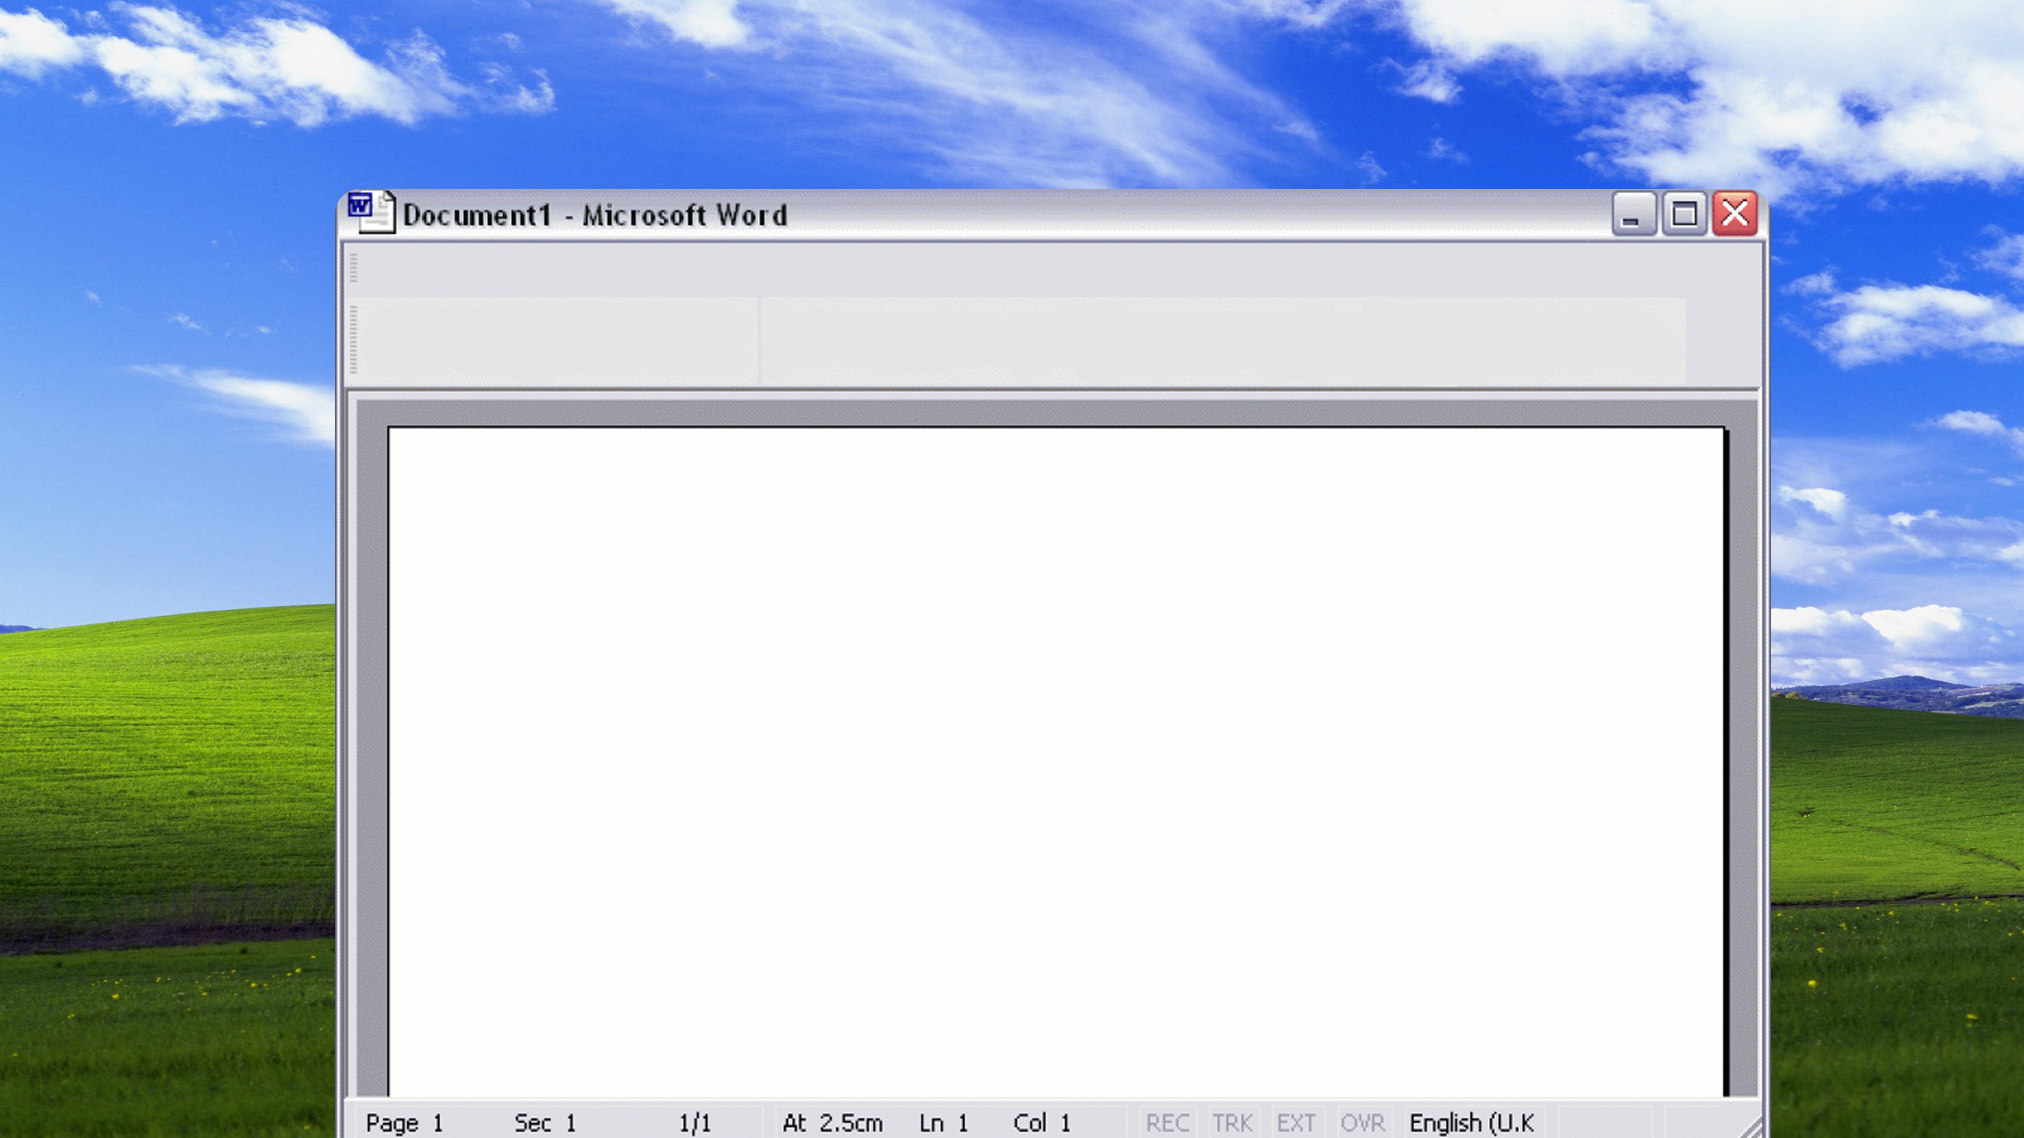 Document1 - Microsoft Word
Page 1 Sec 1 1/1 At 2.5cm Ln 1 Col 1 REC TRK EXT OVR English (U.K